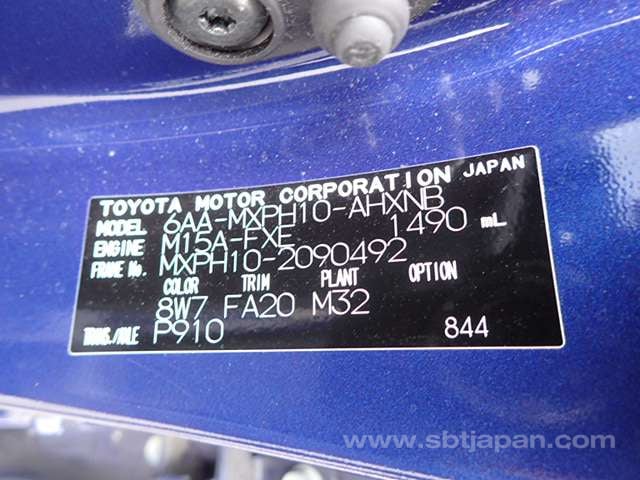 TOYOTA MOTOR CORPORATION JAPAN
MODEL 6AA-MXPH10-AHXNB
ENGINE M15A-FXE 1490 mL
FRAME No. MXPH10-2090492
COLOR TRIM PLANT OPTION
8W7 FA20 M32
TRANS./AXLE P910 844
www.sbtjapan.com